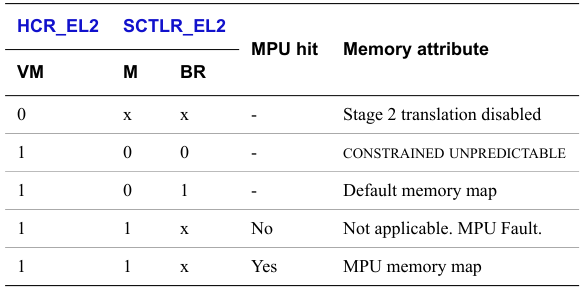 HCR_EL2 SCTLR_EL2 MPU hit Memory attribute
VM M BR
0 x x - Stage 2 translation disabled
1 0 0 - CONSTRAINED UNPREDICTABLE
1 0 1 - Default memory map
1 1 x No Not applicable. MPU Fault.
1 1 x Yes MPU memory map